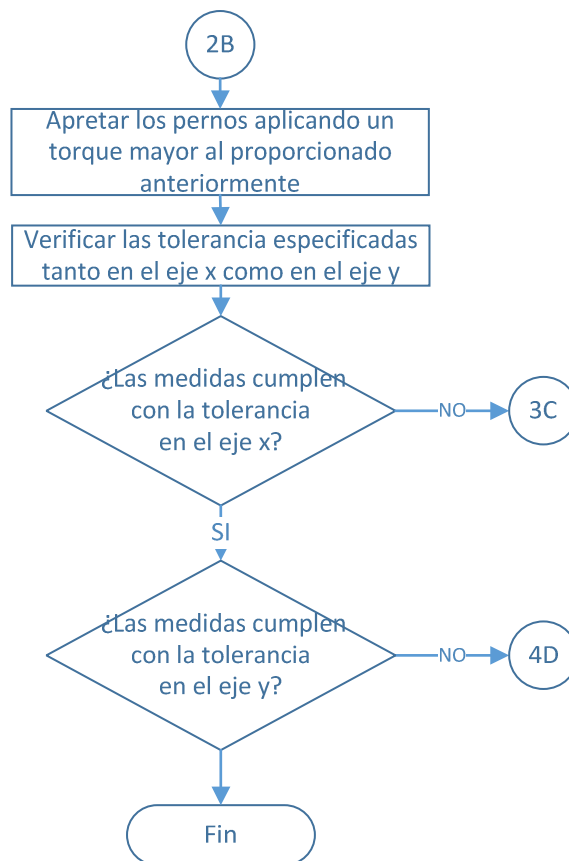 2B
Apretar los pernos aplicando un
torque mayor al proporcionado
anteriormente
Verificar las tolerancia especificadas
tanto en el eje x como en el eje y
¿Las medidas cumplen
con la tolerancia
en el eje x?
NO
3C
SI
¿Las medidas cumplen
con la tolerancia
en el eje y?
NO
4D
Fin